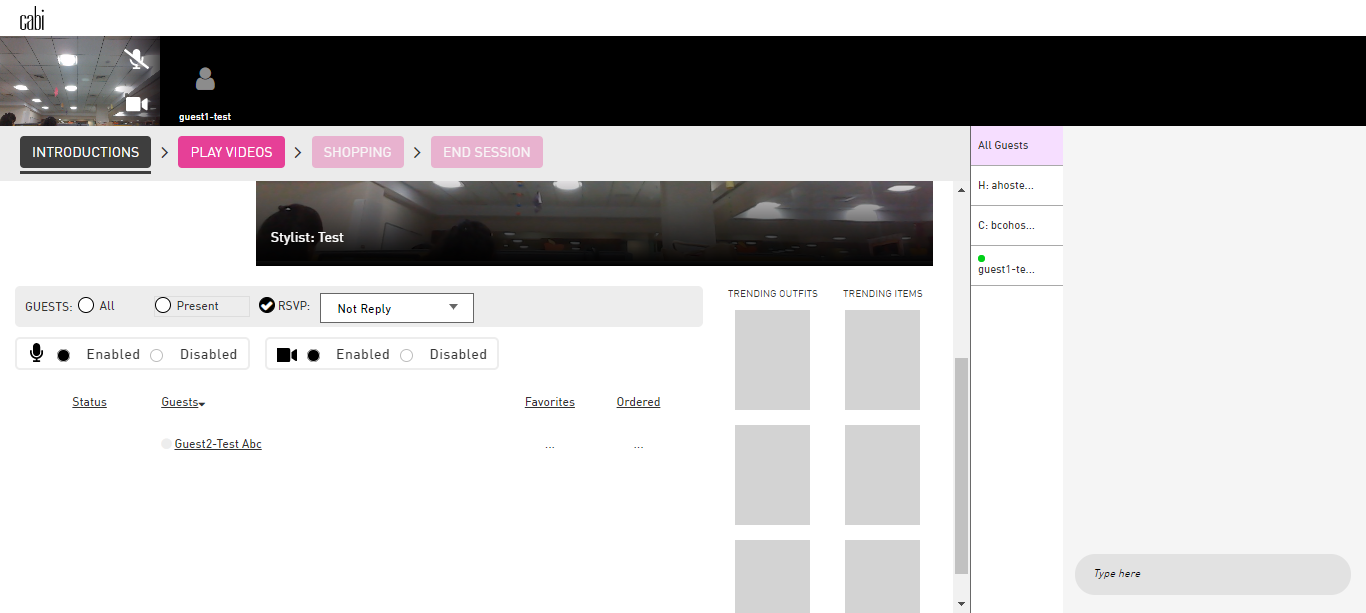 cabi
guest1-test
INTRODUCTIONS > PLAY VIDEOS > SHOPPING > END SESSION
All Guests
H: ahoste...
C: bcohos...
guest1-te...
Stylist: Test
GUESTS: All Present RSVP: Not Reply
Enabled Disabled Enabled Disabled
Status Guests Favorites Ordered
Guest2-Test Abc ... ...
TRENDING OUTFITS TRENDING ITEMS
Type here